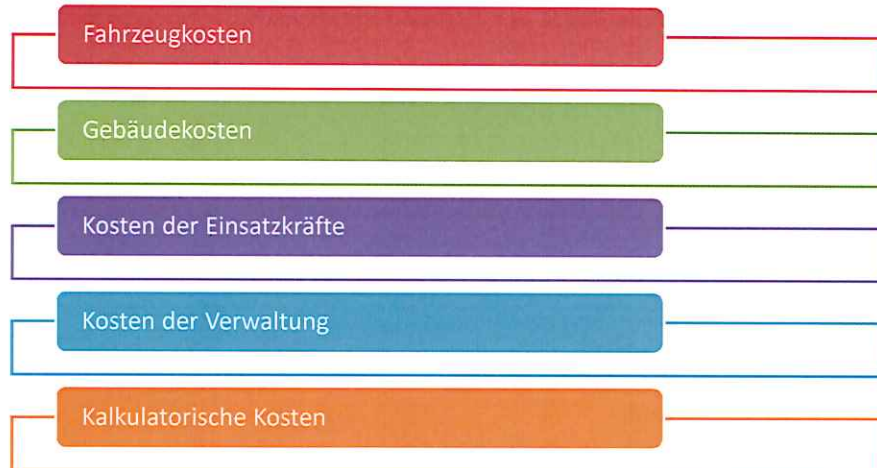 Fahrzeugkosten
Gebäudekosten
Kosten der Einsatzkräfte
Kosten der Verwaltung
Kalkulatorische Kosten